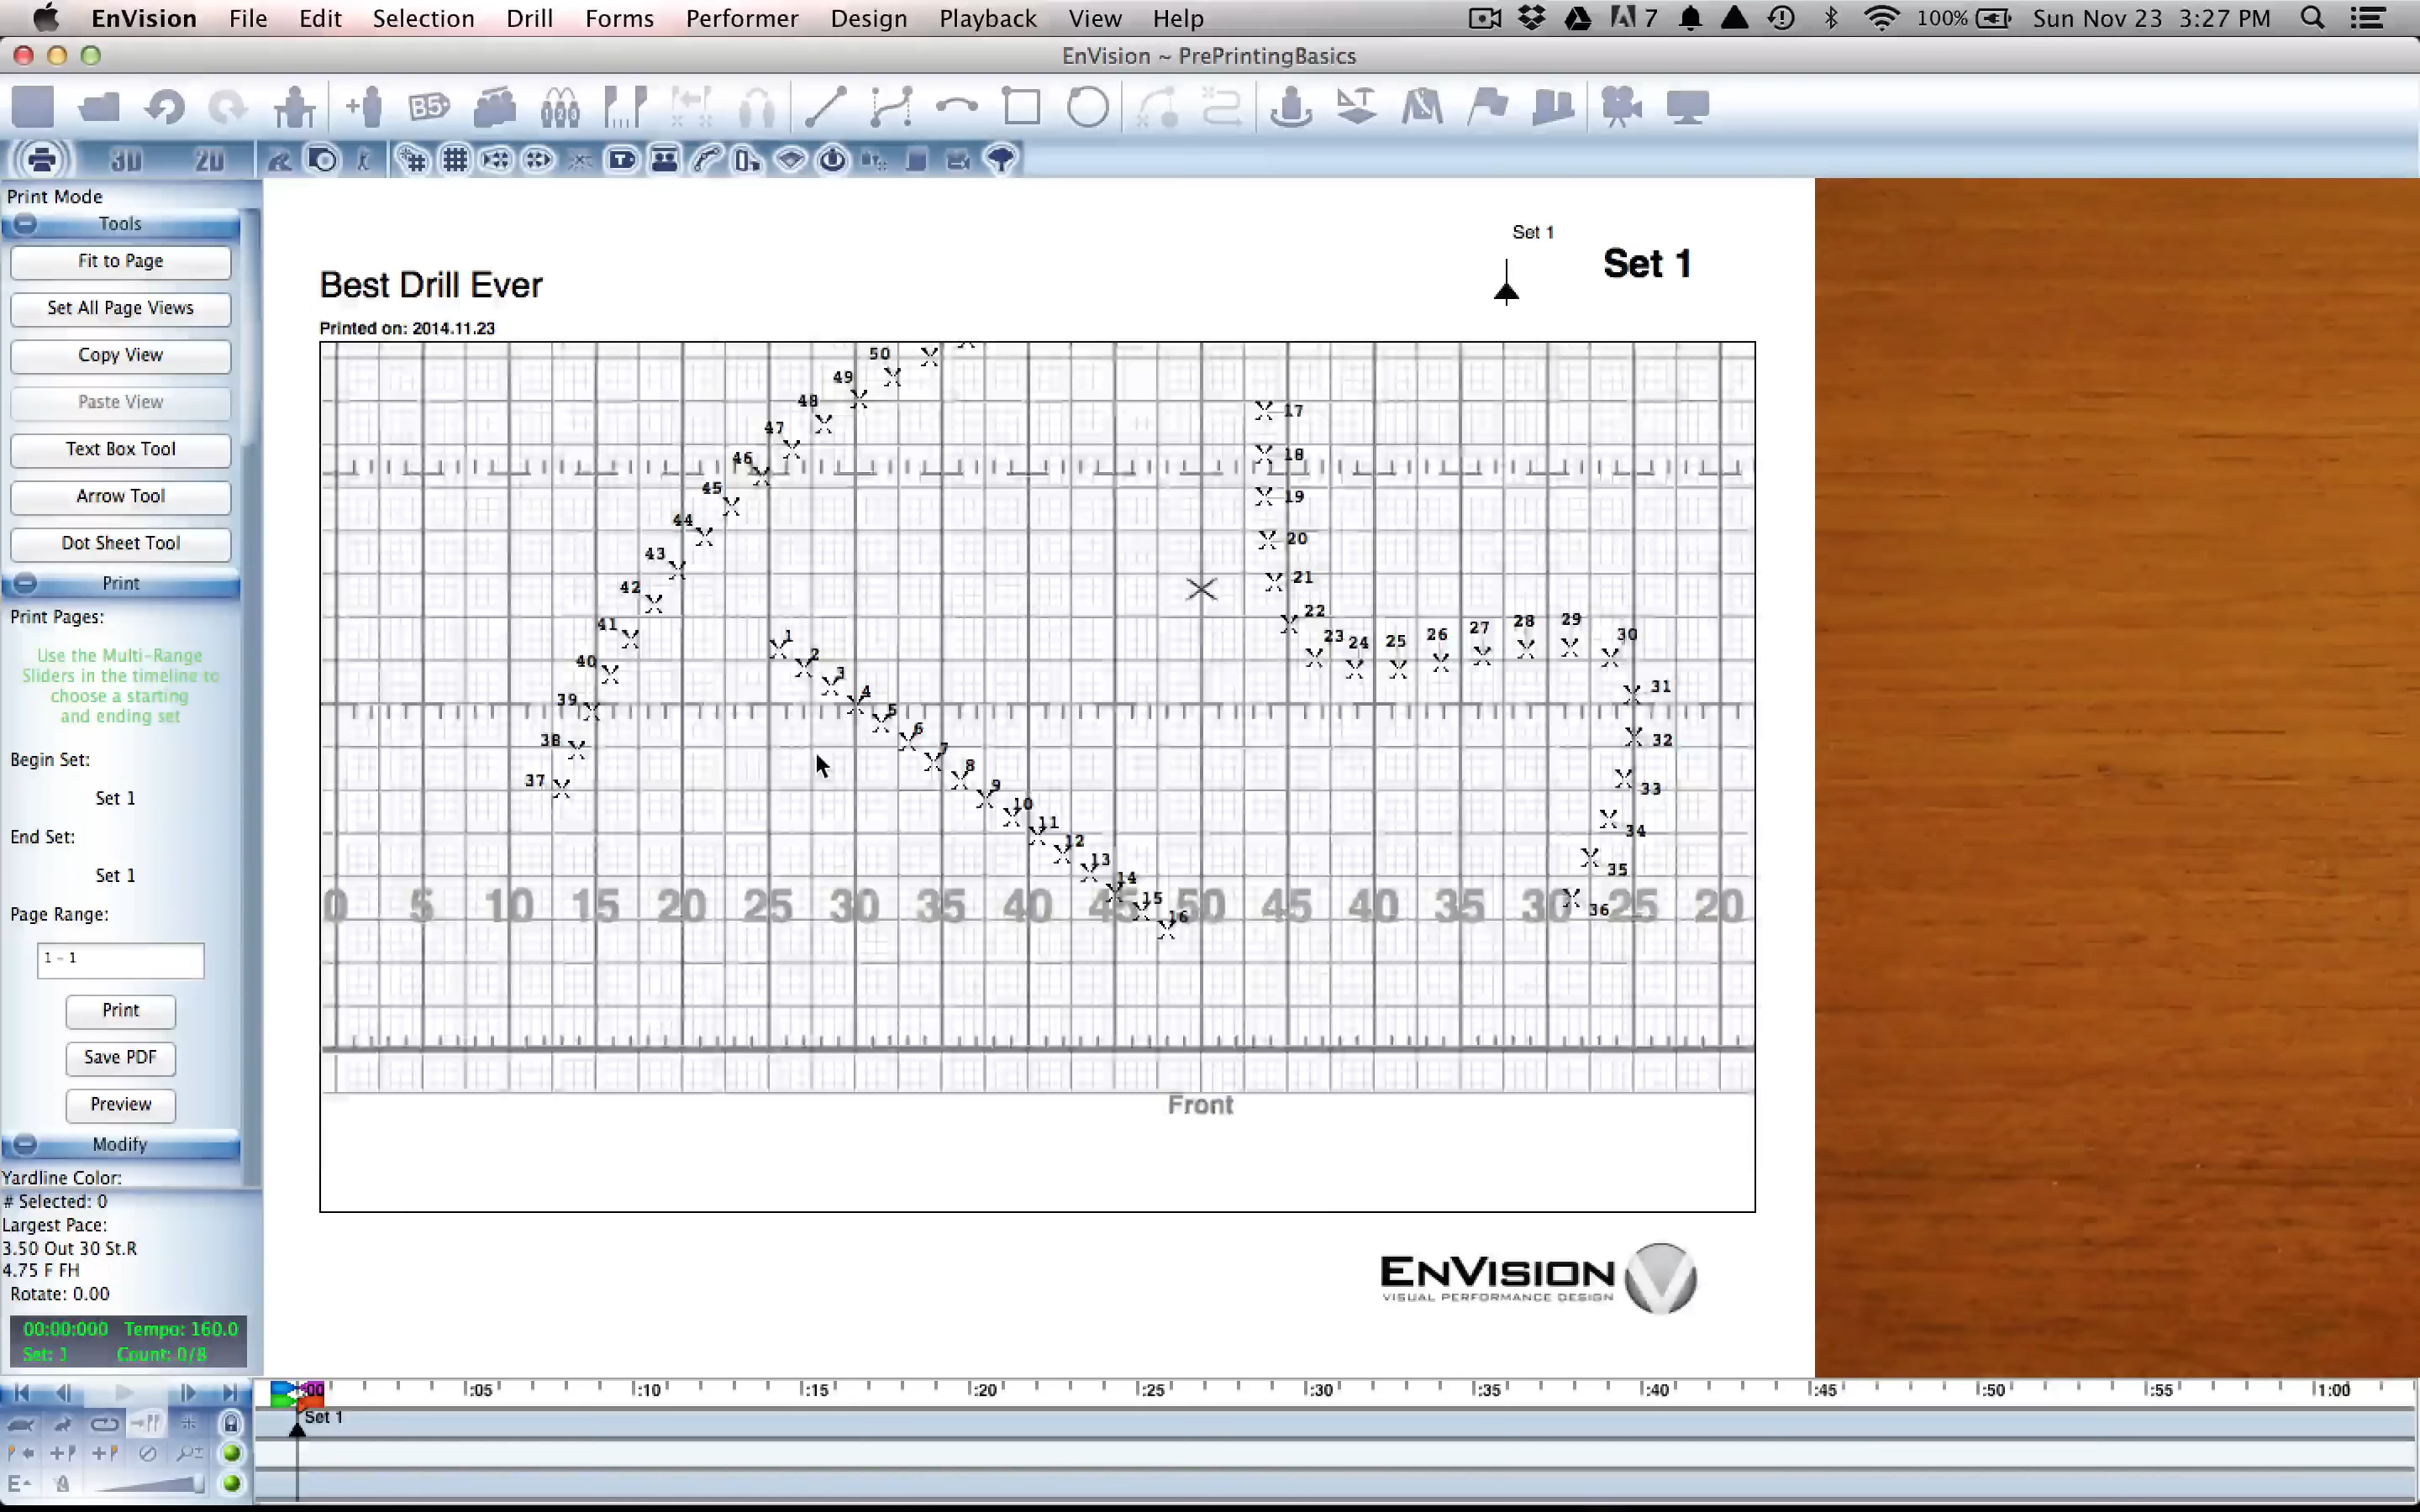 EnVision File Edit Selection Drill Forms Performer Design Playback View Help 7 100% Sun Nov 23 3:27 PM
EnVision ~ PrePrintingBasics
B5
3D 2D
Print Mode
Tools
Fit to Page
Set All Page Views
Copy View
Paste View
Text Box Tool
Arrow Tool
Dot Sheet Tool
Print
Print Pages:
Use the Multi-Range
Sliders in the timeline to
choose a starting
and ending set
Begin Set:
Set 1
End Set:
Set 1
Page Range:
1 - 1
Print
Save PDF
Preview
Modify
Yardline Color:
# Selected: 0
Largest Pace:
3.50 Out 30 St.R
4.75 F FH
Rotate: 0.00
00:00:000 Tempo: 160.0
Set: 1 Count: 0/8
Set 1
Set 1
Best Drill Ever
Printed on: 2014.11.23
50
49
48
47
46
45
44
43
42
41
40
39
38
37
1
2
3
4
5
6
7
8
9
10
11
12
13
14
15
16
17
18
19
20
21
22
23
24
25
26
27
28
29
30
31
32
33
34
35
36
0 5 10 15 20 25 30 35 40 45 50 45 40 35 30 25 20
Front
ENVISION
VISUAL PERFORMANCE DESIGN
:00 :05 :10 :15 :20 :25 :30 :35 :40 :45 :50 :55 1:00
Set 1
E